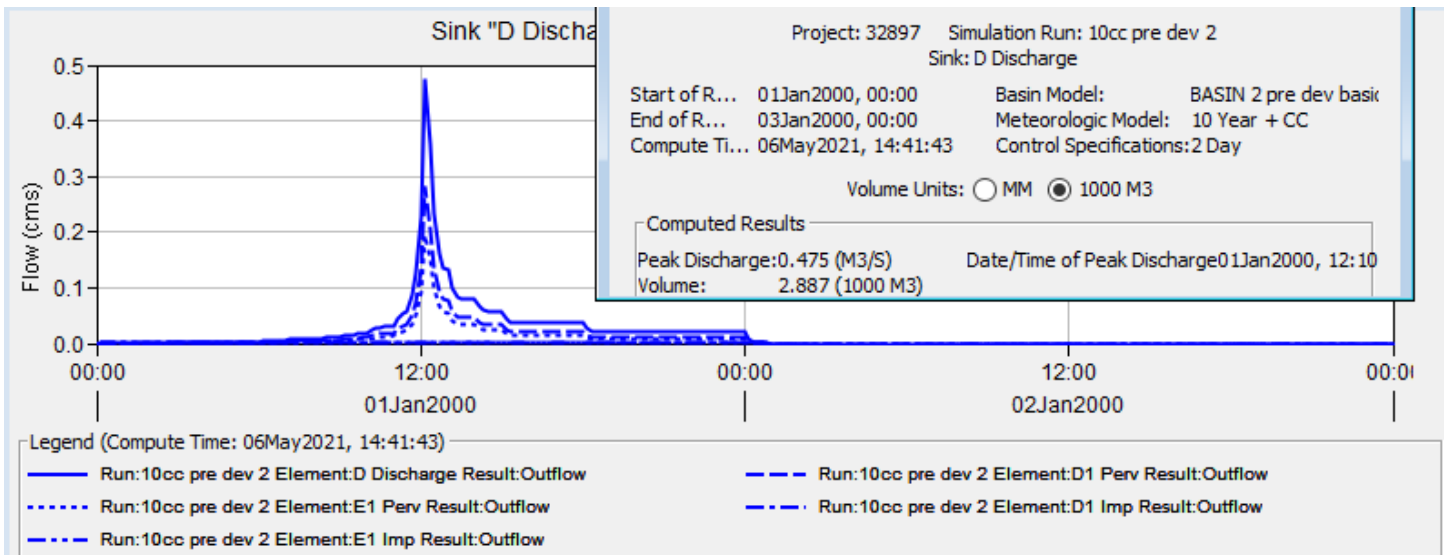 Sink "D Discha
Project: 32897 Simulation Run: 10cc pre dev 2
Sink: D Discharge
Start of R... 01Jan2000, 00:00 Basin Model: BASIN 2 pre dev basic
End of R... 03Jan2000, 00:00 Meteorologic Model: 10 Year + CC
Compute Ti... 06May2021, 14:41:43 Control Specifications:2 Day
Volume Units: MM 1000 M3
Computed Results
Peak Discharge:0.475 (M3/S) Date/Time of Peak Discharge01Jan2000, 12:10
Volume: 2.887 (1000 M3)
Flow (cms)
0.5
0.4
0.3
0.2
0.1
0.0
00:00 12:00 00:00 12:00 00:0
01Jan2000 02Jan2000
Legend (Compute Time: 06May2021, 14:41:43)
Run:10cc pre dev 2 Element:D Discharge Result:Outflow Run:10cc pre dev 2 Element:D1 Perv Result:Outflow
Run:10cc pre dev 2 Element:E1 Perv Result:Outflow Run:10cc pre dev 2 Element:D1 Imp Result:Outflow
Run:10cc pre dev 2 Element:E1 Imp Result:Outflow